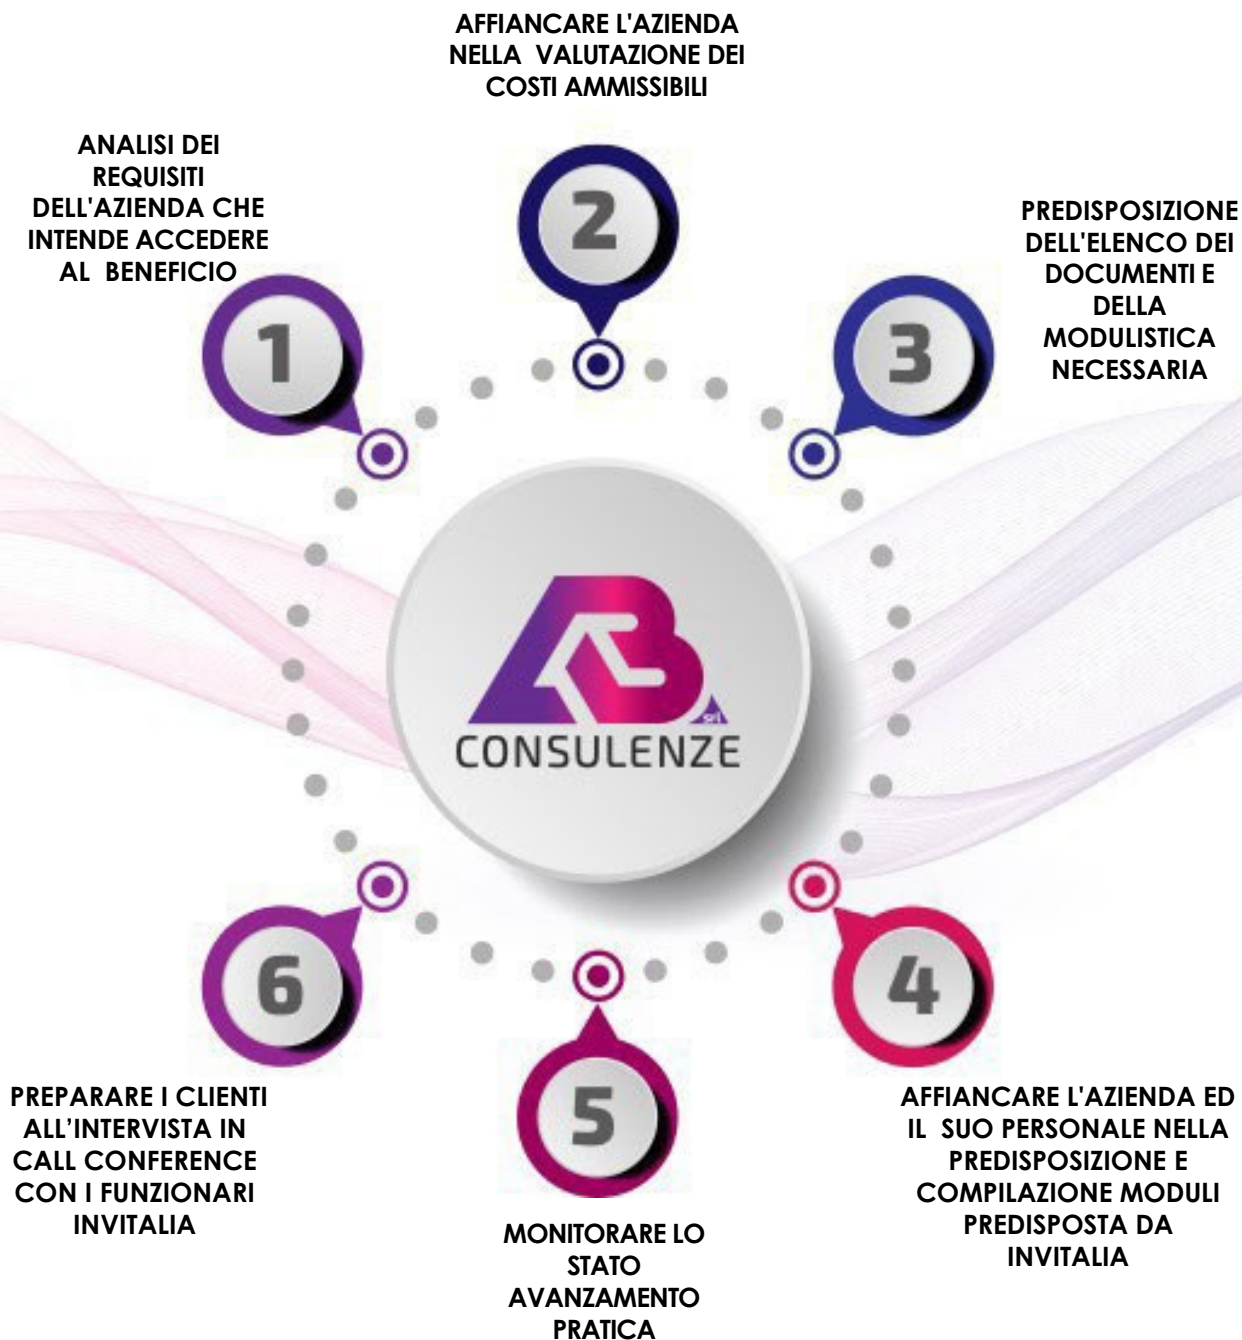 ANALISI DEI
REQUISITI
DELL'AZIENDA CHE
INTENDE ACCEDERE
AL BENEFICIO
1
AFFIANCARE L'AZIENDA
NELLA VALUTAZIONE DEI
COSTI AMMISSIBILI
2
PREDISPOSIZIONE
DELL'ELENCO DEI
DOCUMENTI E
DELLA
MODULISTICA
NECESSARIA
3
AB
srl
CONSULENZE
4
AFFIANCARE L'AZIENDA ED
IL SUO PERSONALE NELLA
PREDISPOSIZIONE E
COMPILAZIONE MODULI
PREDISPOSTA DA
INVITALIA
5
MONITORARE LO
STATO
AVANZAMENTO
PRATICA
6
PREPARARE I CLIENTI
ALL’INTERVISTA IN
CALL CONFERENCE
CON I FUNZIONARI
INVITALIA